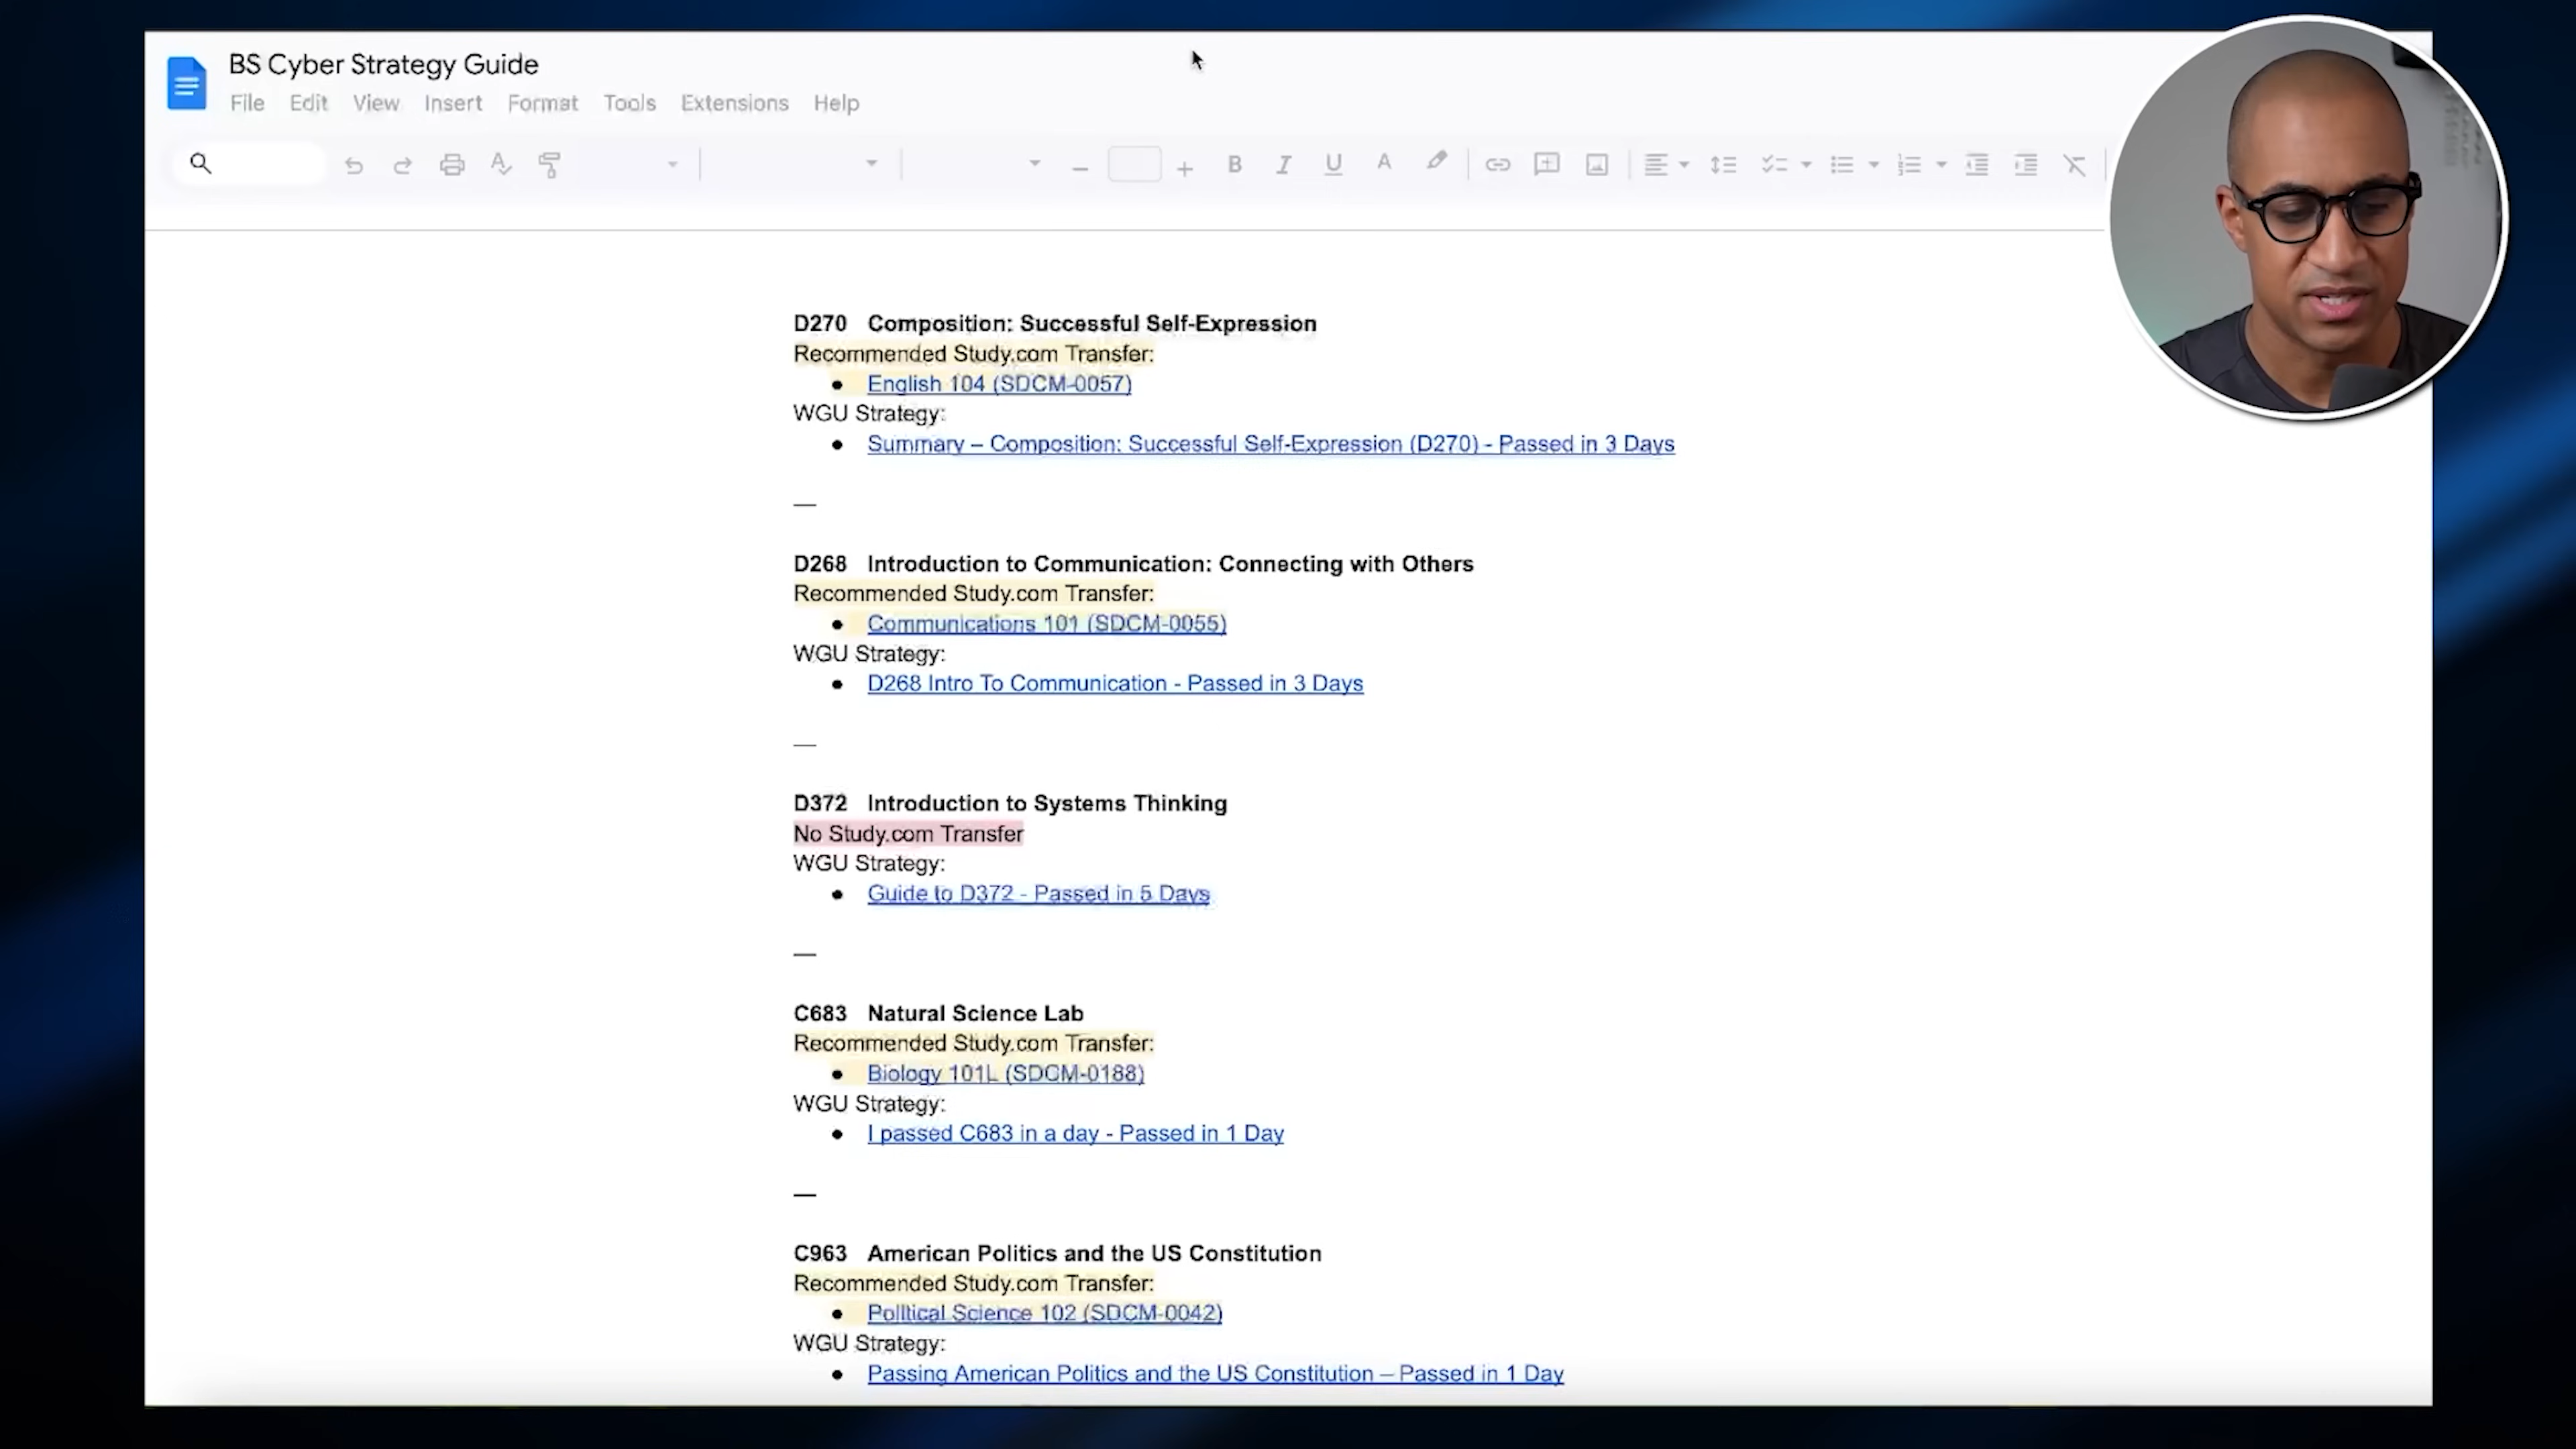 BS Cyber Strategy Guide
File Edit View Insert Format Tools Extensions Help
D270 Composition: Successful Self-Expression
Recommended Study.com Transfer:
● English 104 (SDCM-0057)
WGU Strategy:
● Summary – Composition: Successful Self-Expression (D270) - Passed in 3 Days
—
D268 Introduction to Communication: Connecting with Others
Recommended Study.com Transfer:
● Communications 101 (SDCM-0055)
WGU Strategy:
● D268 Intro To Communication - Passed in 3 Days
—
D372 Introduction to Systems Thinking
No Study.com Transfer
WGU Strategy:
● Guide to D372 - Passed in 5 Days
—
C683 Natural Science Lab
Recommended Study.com Transfer:
● Biology 101L (SDCM-0188)
WGU Strategy:
● I passed C683 in a day - Passed in 1 Day
—
C963 American Politics and the US Constitution
Recommended Study.com Transfer:
● Political Science 102 (SDCM-0042)
WGU Strategy:
● Passing American Politics and the US Constitution – Passed in 1 Day